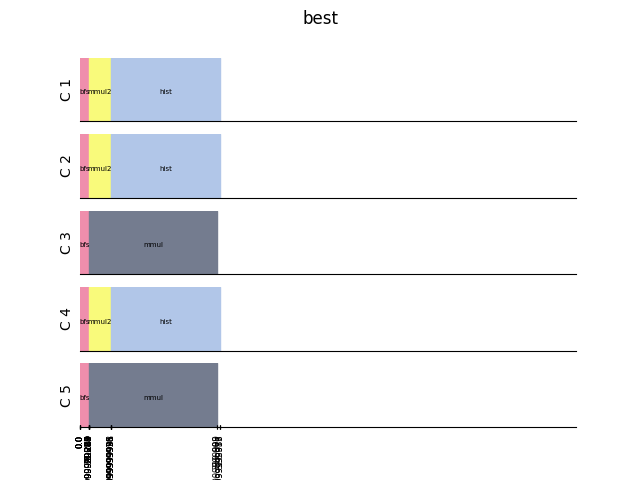 best
C 1
bfs mmul2 hist
C 2
bfs mmul2 hist
C 3
bfs mmul
C 4
bfs mmul2 hist
C 5
bfs mmul
0.0